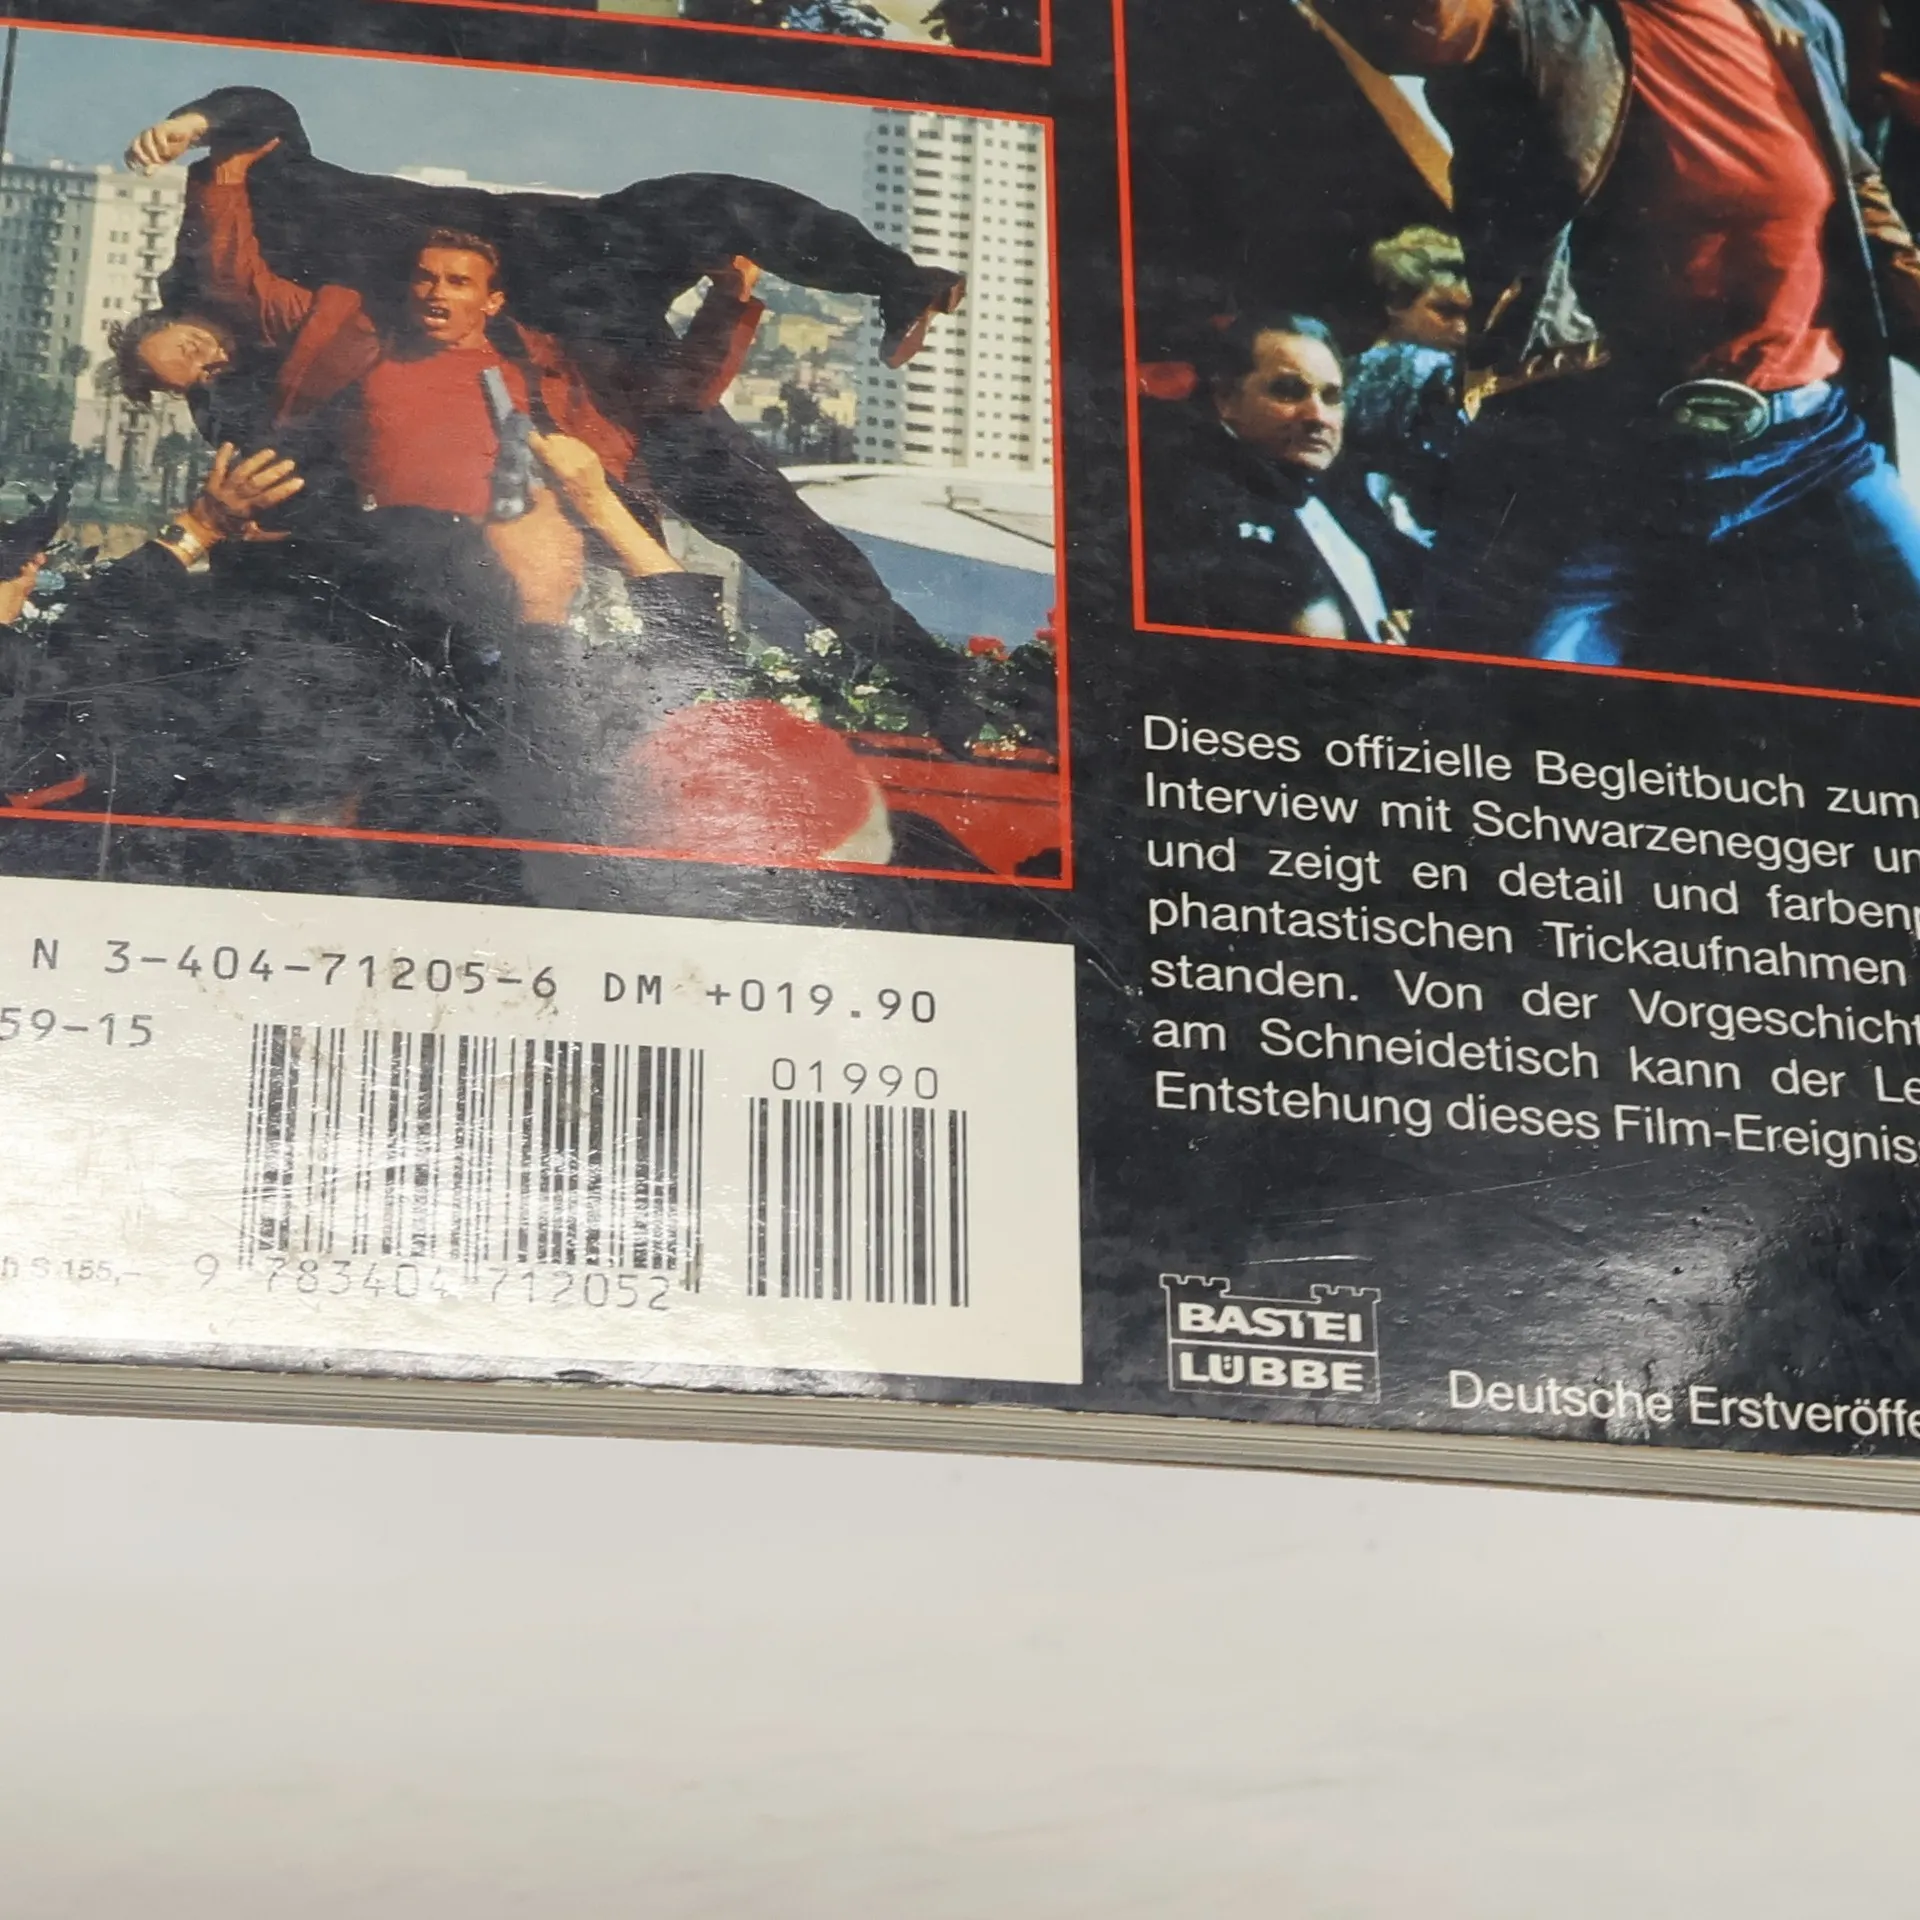 N 3-404-71205-6 DM +019.90
59-15
01990
h S 155,-
9 783404 712052
Dieses offizielle Begleitbuch zum
Interview mit Schwarzenegger un
und zeigt en detail und farbenp
phantastischen Trickaufnahmen
standen. Von der Vorgeschicht
am Schneidetisch kann der Le
Entstehung dieses Film-Ereignis
BASTEI
LÜBBE
Deutsche Erstveröffe